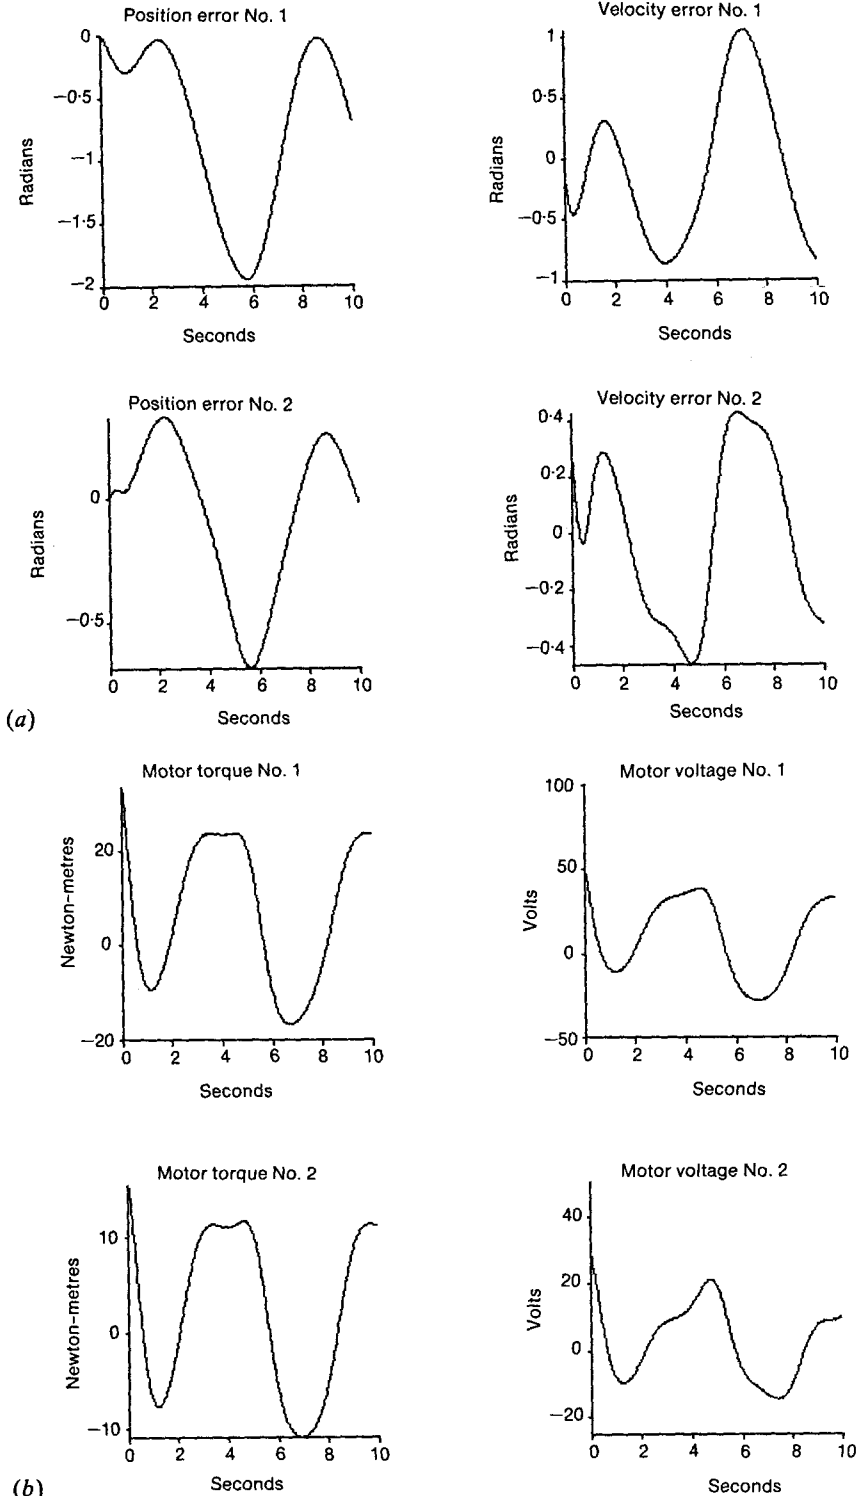 Position error No. 1
0
−0·5
−1
−1·5
−2
Radians
0 2 4 6 8 10
Seconds
Velocity error No. 1
1
0·5
0
−0·5
−1
Radians
0 2 4 6 8 10
Seconds
Position error No. 2
0
−0·5
Radians
0 2 4 6 8 10
Seconds
Velocity error No. 2
0·4
0·2
0
−0·2
−0·4
Radians
0 2 4 6 8 10
Seconds
(a)
Motor torque No. 1
20
0
−20
Newton–metres
0 2 4 6 8 10
Seconds
Motor voltage No. 1
100
50
0
−50
Volts
0 2 4 6 8 10
Seconds
Motor torque No. 2
10
0
−10
Newton–metres
0 2 4 6 8 10
Seconds
Motor voltage No. 2
40
20
0
−20
Volts
0 2 4 6 8 10
Seconds
(b)